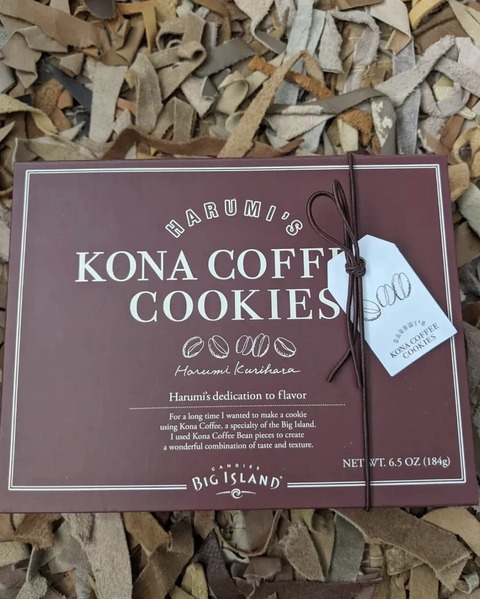 HARUMI'S
KONA COFFE
COOKIES
Harumi Kurihara
Harumi's dedication to flavor
For a long time I wanted to make a cookie
using Kona Coffee, a specialty of the Big Island.
I used Kona Coffee Bean pieces to create
a wonderful combination of taste and texture.
NET WT. 6.5 OZ (184g)
CANDIES
BIG ISLAND
HARUMI'S
KONA COFFEE
COOKIES